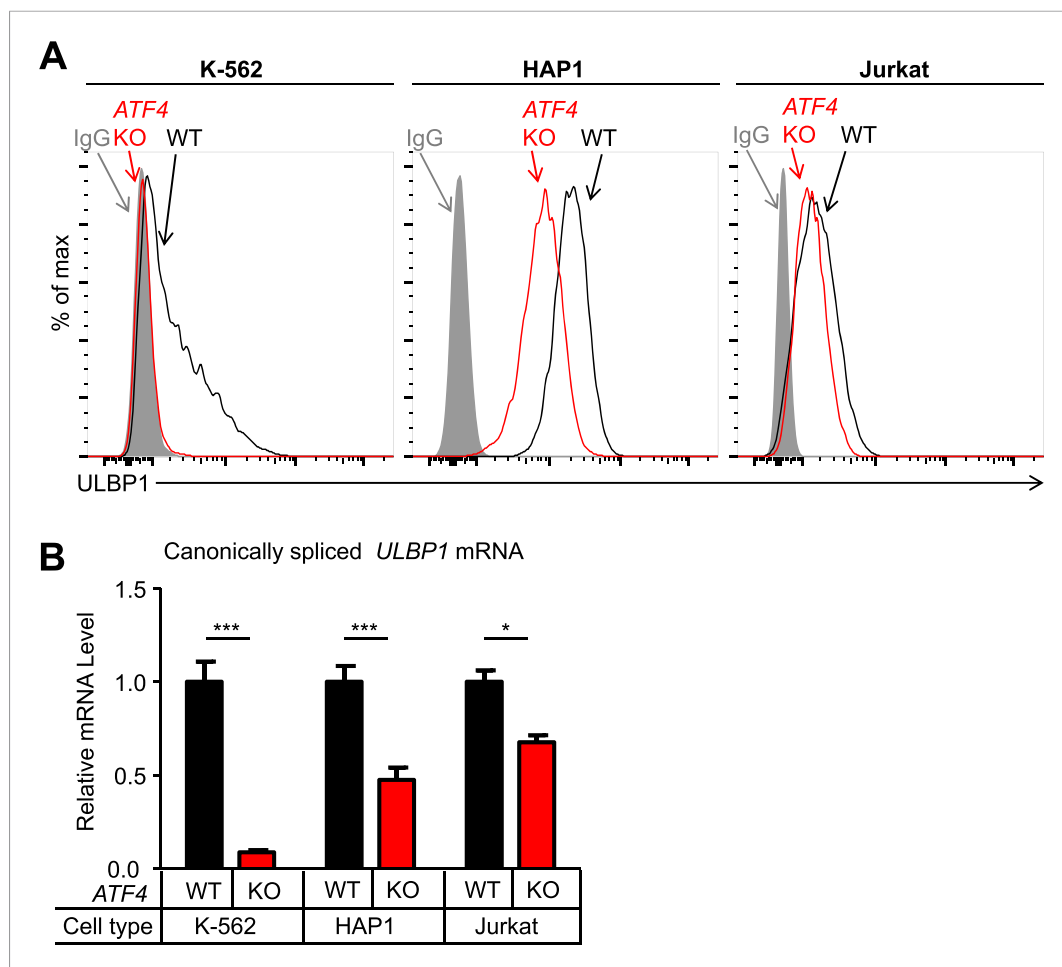 A
K-562 HAP1 Jurkat
ATF4 ATF4 ATF4
IgG KO WT IgG KO WT IgG KO WT
% of max
ULBP1
B
Canonically spliced ULBP1 mRNA
Relative mRNA Level
1.5
*** *** *
1.0
0.5
0.0
ATF4 WT KO WT KO WT KO
Cell type K-562 HAP1 Jurkat